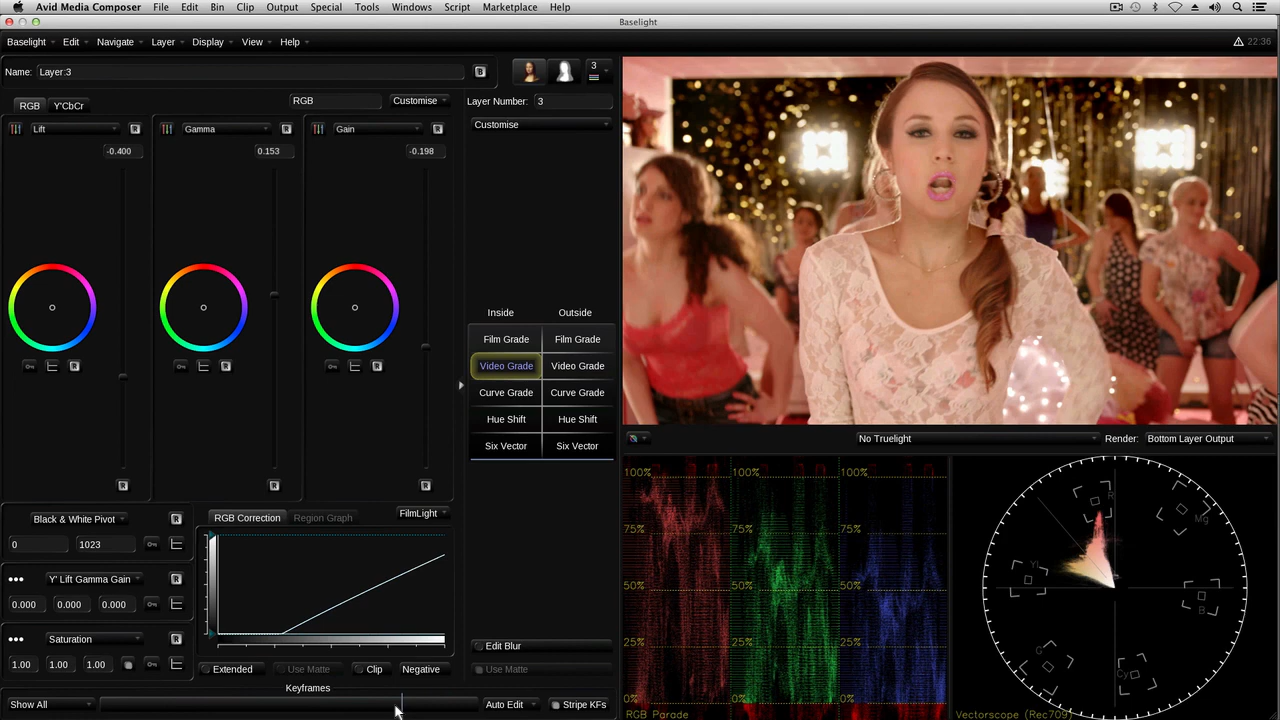 Avid Media Composer File Edit Bin Clip Output Special Tools Windows Script Marketplace Help
Baselight
Baselight Edit Navigate Layer Display View Help 22:36
Name: Layer:3 B 3
RGB Y'CbCr RGB Customise Layer Number: 3
Lift R Gamma R Gain R Customise
-0.400 0.153 -0.198
Inside Outside
Film Grade Film Grade
R R R Video Grade Video Grade
Curve Grade Curve Grade
Hue Shift Hue Shift
No Truelight Render: Bottom Layer Output
Six Vector Six Vector
R R R
100% 100% 100%
75% 75% 75%
50% 50% 50%
25% 25% 25%
0% 0% 0%
RGB Parade
R Mg
YL B
G Cy
Vectorscope (Rec709)
Black & White Pivot R RGB Correction Region Graph FilmLight
0 1023
Y' Lift Gamma Gain R
0.000 0.000 0.000
Saturation R
1.00 1.00 1.00 Extended Use Matte Clip Negative
Edit Blur
Use Matte
Keyframes
Show All Auto Edit Stripe KFs